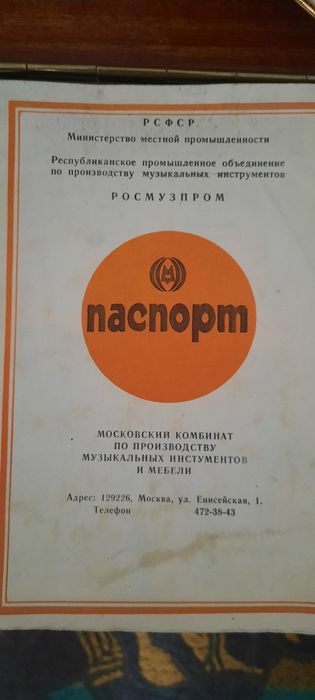 РСФСР
Министерство местной промышленности
Республиканское промышленное объединение
по производству музыкальных инструментов
РОСМУЗПРОМ
М
паспорт
МОСКОВСКИЙ КОМБИНАТ
ПО ПРОИЗВОДСТВУ
МУЗЫКАЛЬНЫХ ИНСТУМЕНТОВ
И МЕБЕЛИ
Адрес: 129226, Москва, ул. Енисейская, 1.
Телефон 472-38-43